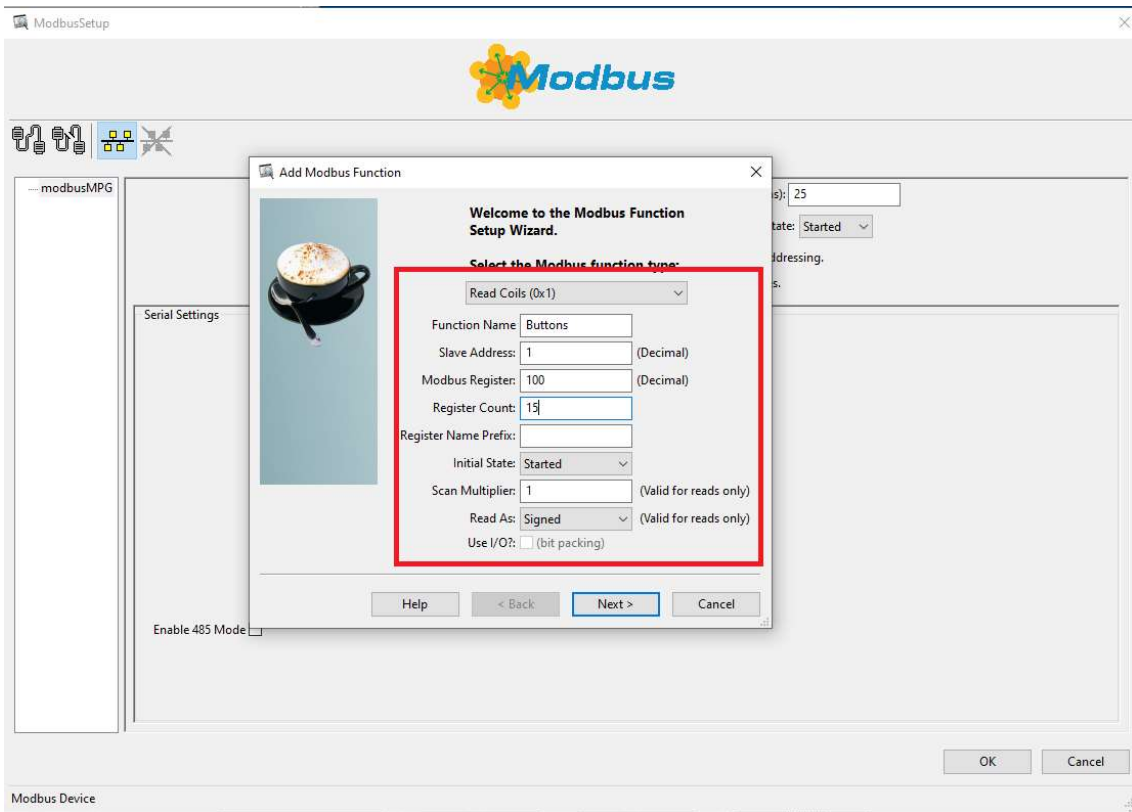 ModbusSetup
Modbus
modbusMPG
Add Modbus Function
Welcome to the Modbus Function
Setup Wizard.
Select the Modbus function type:
Read Coils (0x1)
Function Name Buttons
Slave Address: 1 (Decimal)
Modbus Register: 100 (Decimal)
Register Count: 15
Register Name Prefix:
Initial State: Started
Scan Multiplier: 1 (Valid for reads only)
Read As: Signed (Valid for reads only)
Use I/O?: (bit packing)
Help < Back Next > Cancel
s): 25
tate: Started
ddressing.
s.
Serial Settings
Enable 485 Mode
OK Cancel
Modbus Device